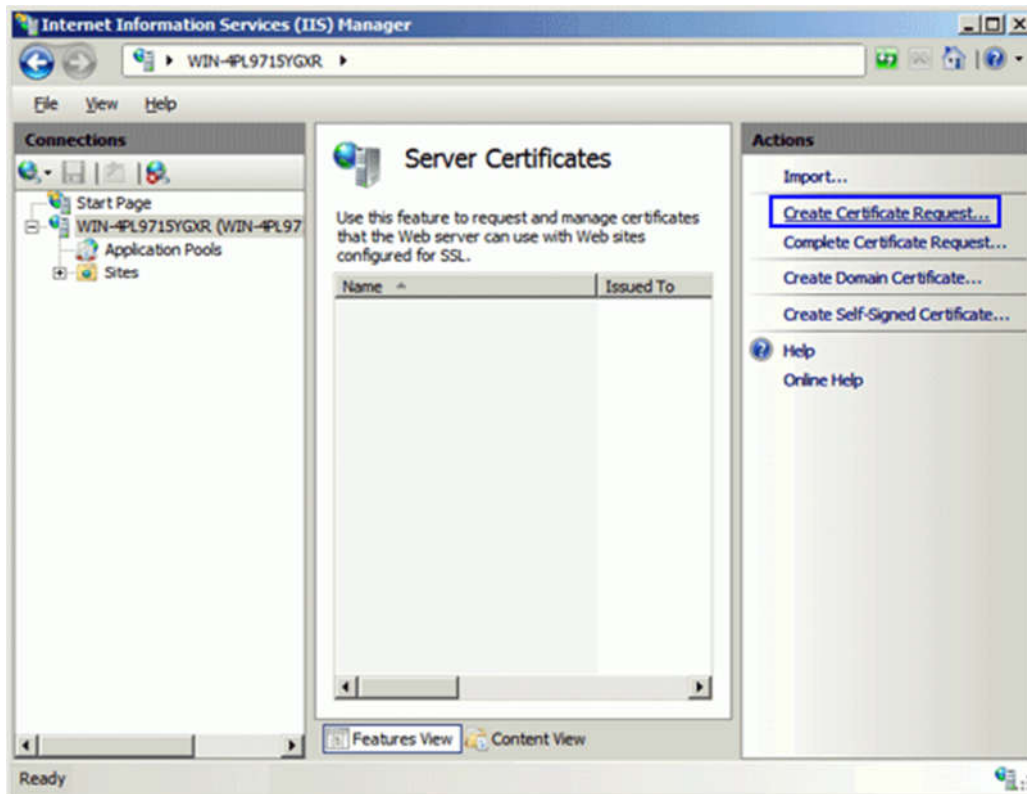 Internet Information Services (IIS) Manager
WIN-4PL9715YGXR
File View Help
Connections
Start Page
WIN-4PL9715YGXR (WIN-4PL97
Application Pools
Sites
Server Certificates
Use this feature to request and manage certificates
that the Web server can use with Web sites
configured for SSL.
Name Issued To
Features View Content View
Actions
Import...
Create Certificate Request...
Complete Certificate Request...
Create Domain Certificate...
Create Self-Signed Certificate...
Help
Online Help
Ready